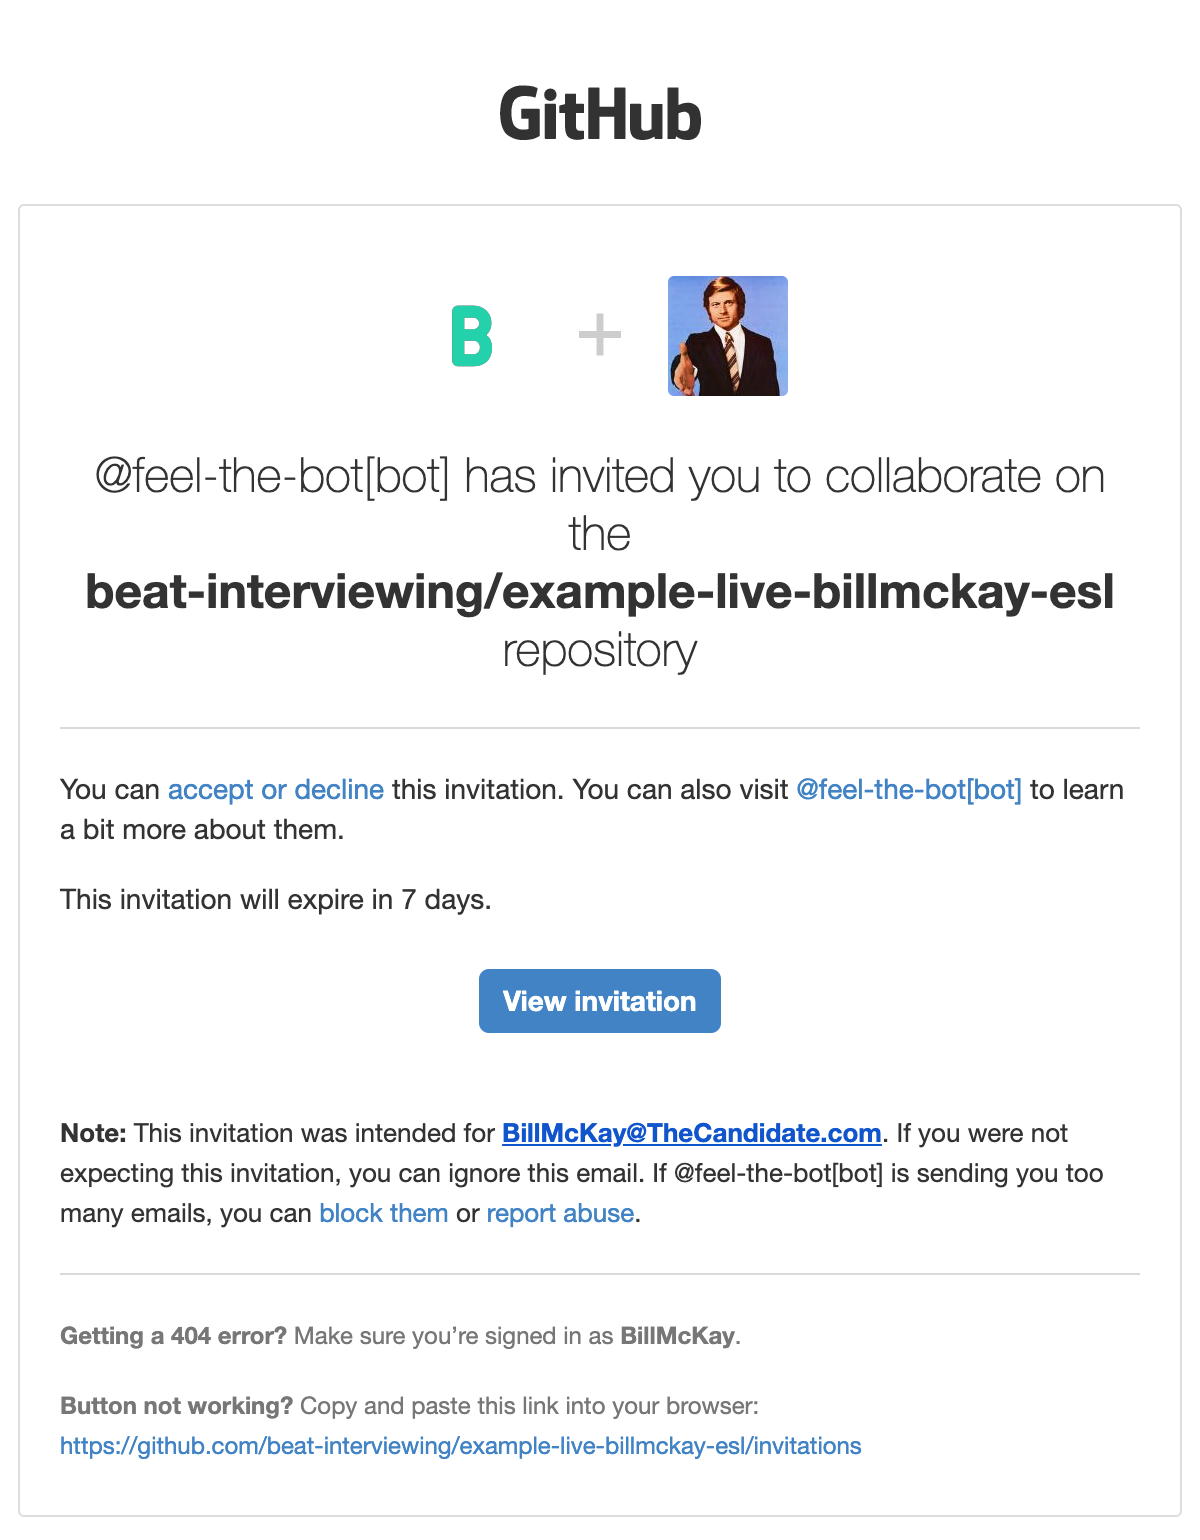 GitHub
B
+
@feel-the-bot[bot] has invited you to collaborate on
the
beat-interviewing/example-live-billmckay-esl
repository
You can accept or decline this invitation. You can also visit @feel-the-bot[bot] to learn
a bit more about them.
This invitation will expire in 7 days.
View invitation
Note: This invitation was intended for BillMcKay@TheCandidate.com. If you were not
expecting this invitation, you can ignore this email. If @feel-the-bot[bot] is sending you too
many emails, you can block them or report abuse.
Getting a 404 error? Make sure you’re signed in as BillMcKay.
Button not working? Copy and paste this link into your browser:
https://github.com/beat-interviewing/example-live-billmckay-esl/invitations